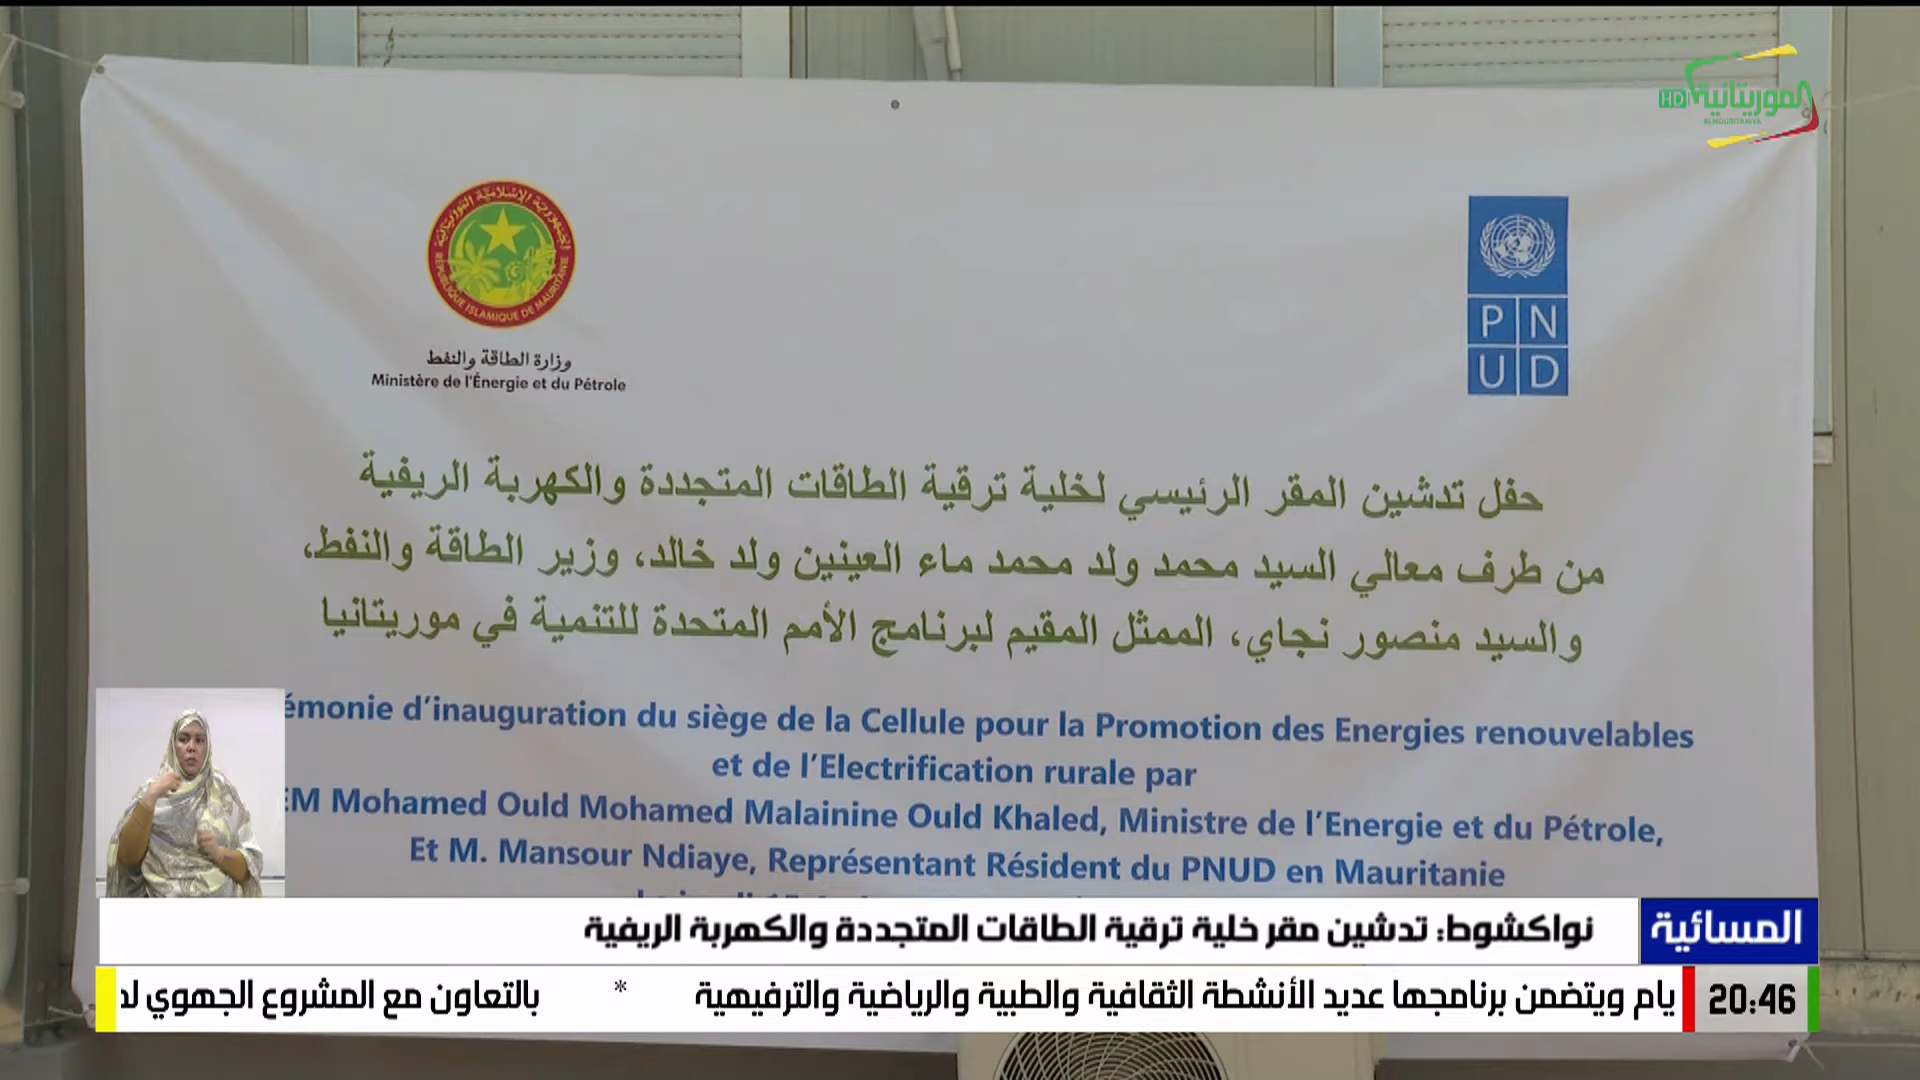 HD الموريتانية
ALMOURITANIYA
الجمهورية الإسلامية الموريتانية
REPUBLIQUE ISLAMIQUE DE MAURITANIE
وزارة الطاقة والنفط
Ministère de l'Énergie et du Pétrole
P N
U D
حفل تدشين المقر الرئيسي لخلية ترقية الطاقات المتجددة والكهربة الريفية
من طرف معالي السيد محمد ولد محمد ماء العينين ولد خالد، وزير الطاقة والنفط،
والسيد منصور نجاي، الممثل المقيم لبرنامج الأمم المتحدة للتنمية في موريتانيا
émonie d'inauguration du siège de la Cellule pour la Promotion des Energies renouvelables
et de l'Electrification rurale par
EM Mohamed Ould Mohamed Malainine Ould Khaled, Ministre de l'Energie et du Pétrole,
Et M. Mansour Ndiaye, Représentant Résident du PNUD en Mauritanie
المسائية
نواكشوط: تدشين مقر خلية ترقية الطاقات المتجددة والكهربة الريفية
20:46
يام ويتضمن برنامجها عديد الأنشطة الثقافية والطبية والرياضية والترفيهية * بالتعاون مع المشروع الجهوي لد